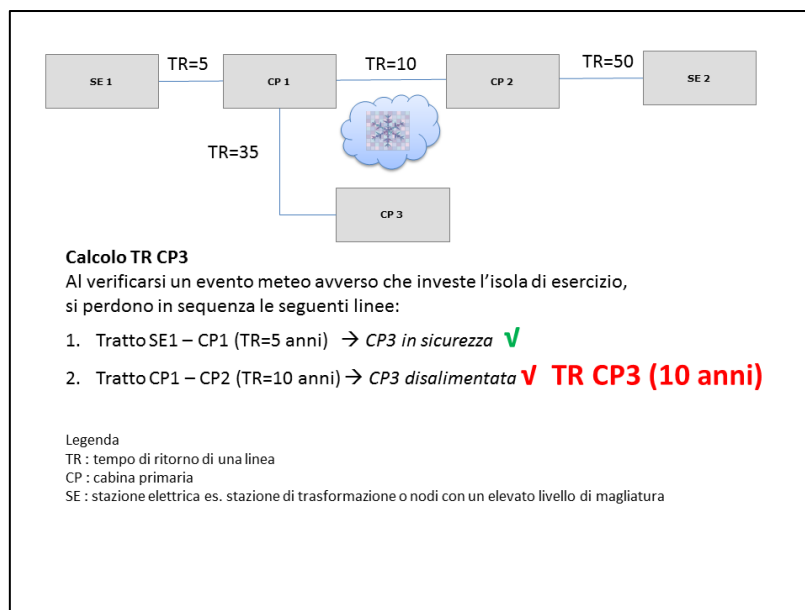 TR=5
TR=10
TR=50
SE 1
CP 1
CP 2
SE 2
TR=35
CP 3
Calcolo TR CP3
Al verificarsi un evento meteo avverso che investe l'isola di esercizio,
si perdono in sequenza le seguenti linee:
1. Tratto SE1 – CP1 (TR=5 anni) → CP3 in sicurezza √
2. Tratto CP1 – CP2 (TR=10 anni) → CP3 disalimentata √ TR CP3 (10 anni)
Legenda
TR : tempo di ritorno di una linea
CP : cabina primaria
SE : stazione elettrica es. stazione di trasformazione o nodi con un elevato livello di magliatura